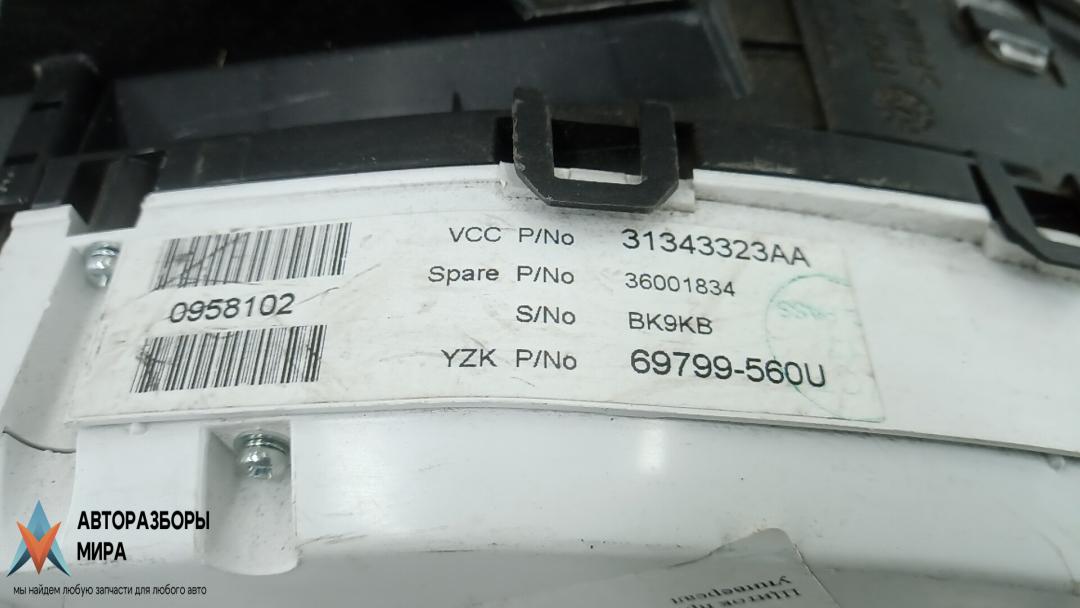 VCC P/No 31343323AA
Spare P/No 36001834
0958102
S/No BK9KB
YZK P/No 69799-560U
АВТОРАЗБОРЫ
МИРА
мы найдем любую запчасти для любого авто
Щиток